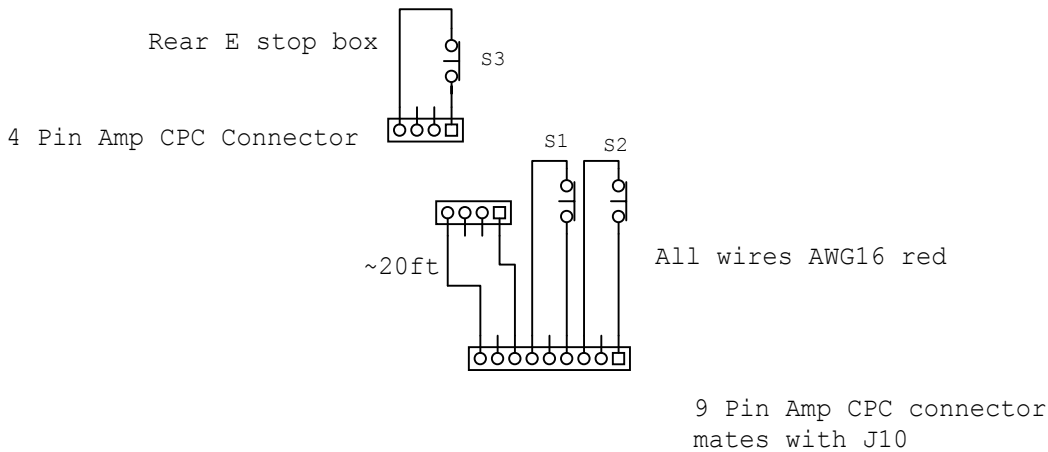 Rear E stop box
S3
4 Pin Amp CPC Connector
S1
S2
~20ft
All wires AWG16 red
9 Pin Amp CPC connector
mates with J10